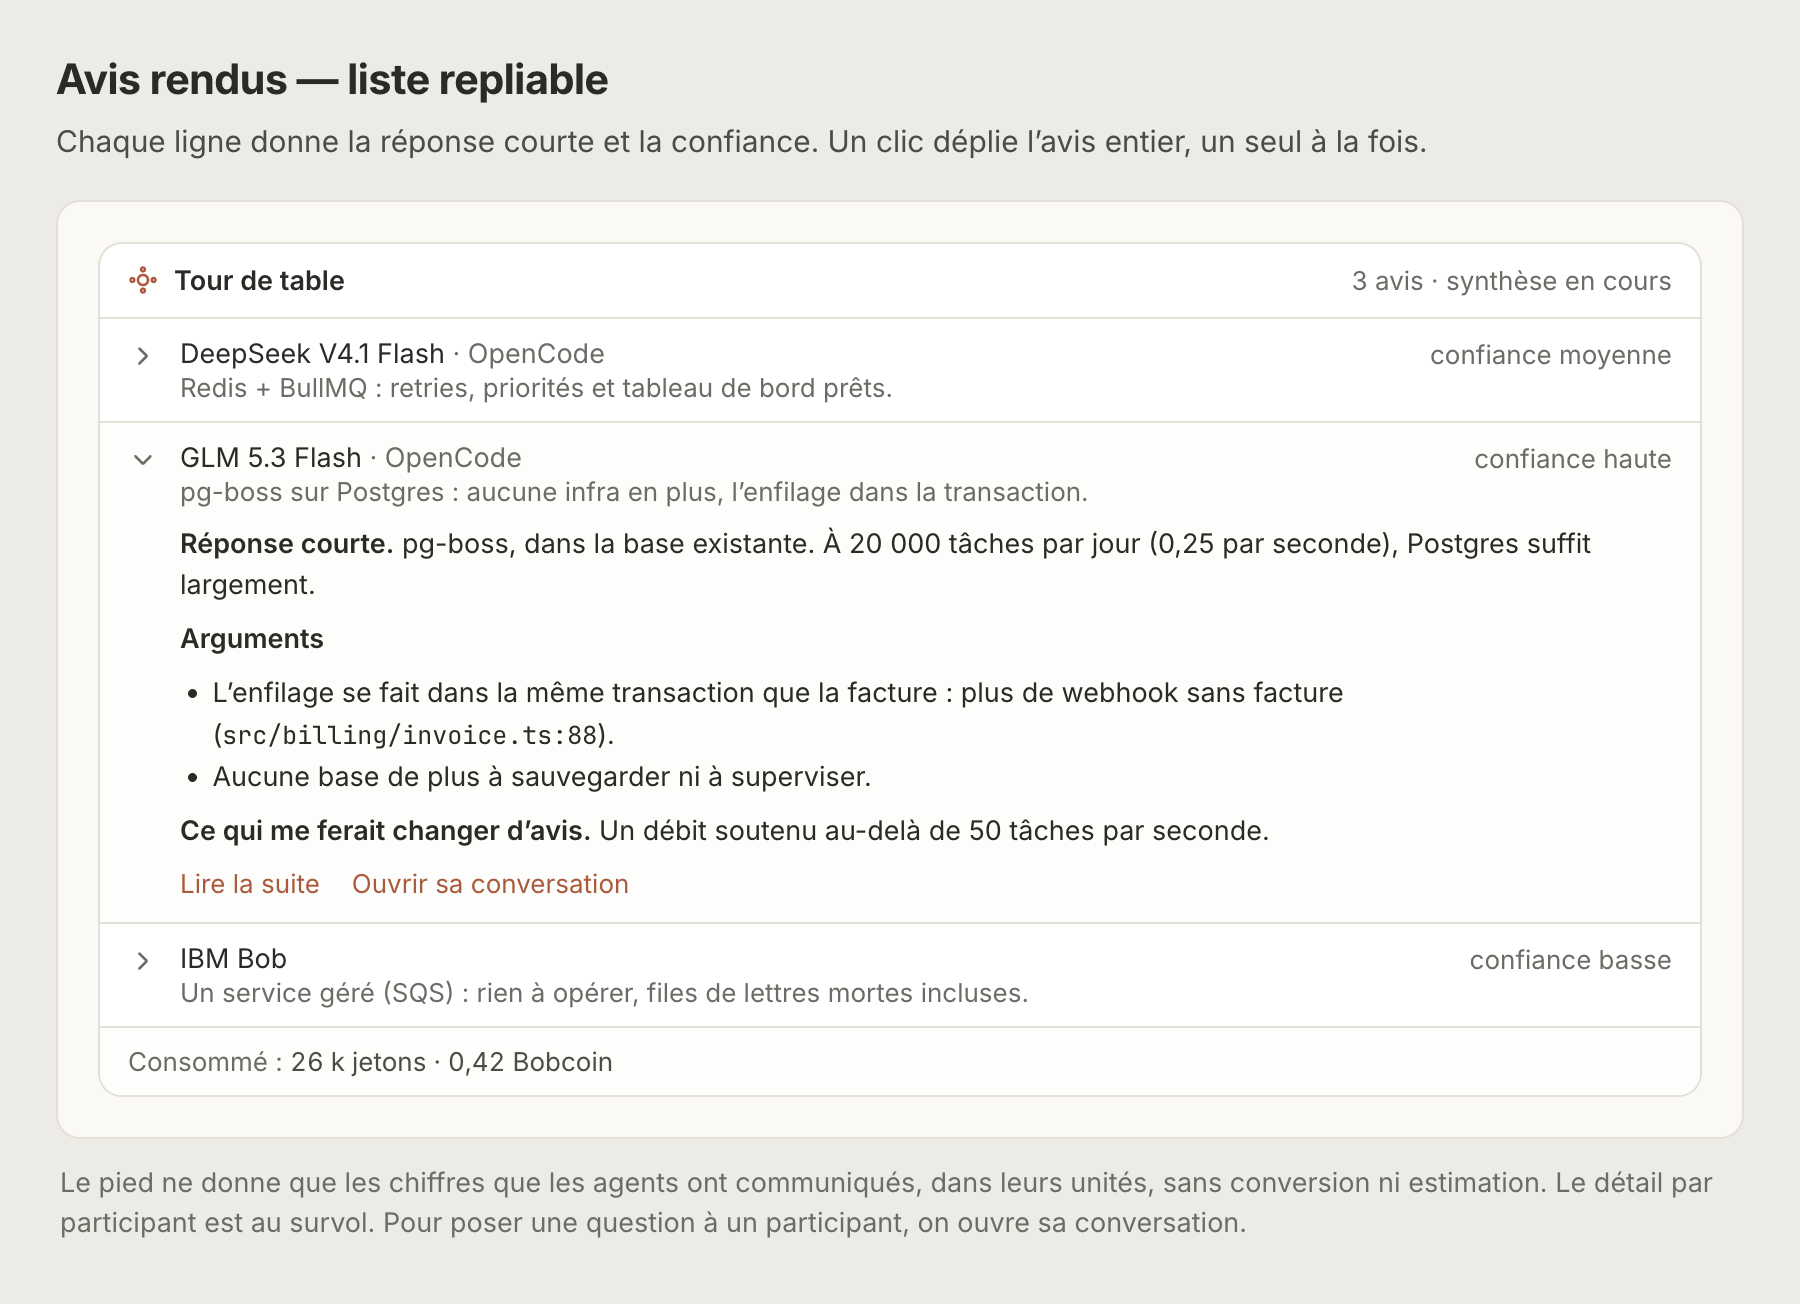 Avis rendus — liste repliable
Chaque ligne donne la réponse courte et la confiance. Un clic déplie l’avis entier, un seul à la fois.
Tour de table
3 avis · synthèse en cours
DeepSeek V4.1 Flash · OpenCode
confiance moyenne
Redis + BullMQ : retries, priorités et tableau de bord prêts.
GLM 5.3 Flash · OpenCode
confiance haute
pg-boss sur Postgres : aucune infra en plus, l’enfilage dans la transaction.
Réponse courte. pg-boss, dans la base existante. À 20 000 tâches par jour (0,25 par seconde), Postgres suffit
largement.
Arguments
• L’enfilage se fait dans la même transaction que la facture : plus de webhook sans facture
(src/billing/invoice.ts:88).
• Aucune base de plus à sauvegarder ni à superviser.
Ce qui me ferait changer d’avis. Un débit soutenu au-delà de 50 tâches par seconde.
Lire la suite Ouvrir sa conversation
IBM Bob
confiance basse
Un service géré (SQS) : rien à opérer, files de lettres mortes incluses.
Consommé : 26 k jetons · 0,42 Bobcoin
Le pied ne donne que les chiffres que les agents ont communiqués, dans leurs unités, sans conversion ni estimation. Le détail par
participant est au survol. Pour poser une question à un participant, on ouvre sa conversation.